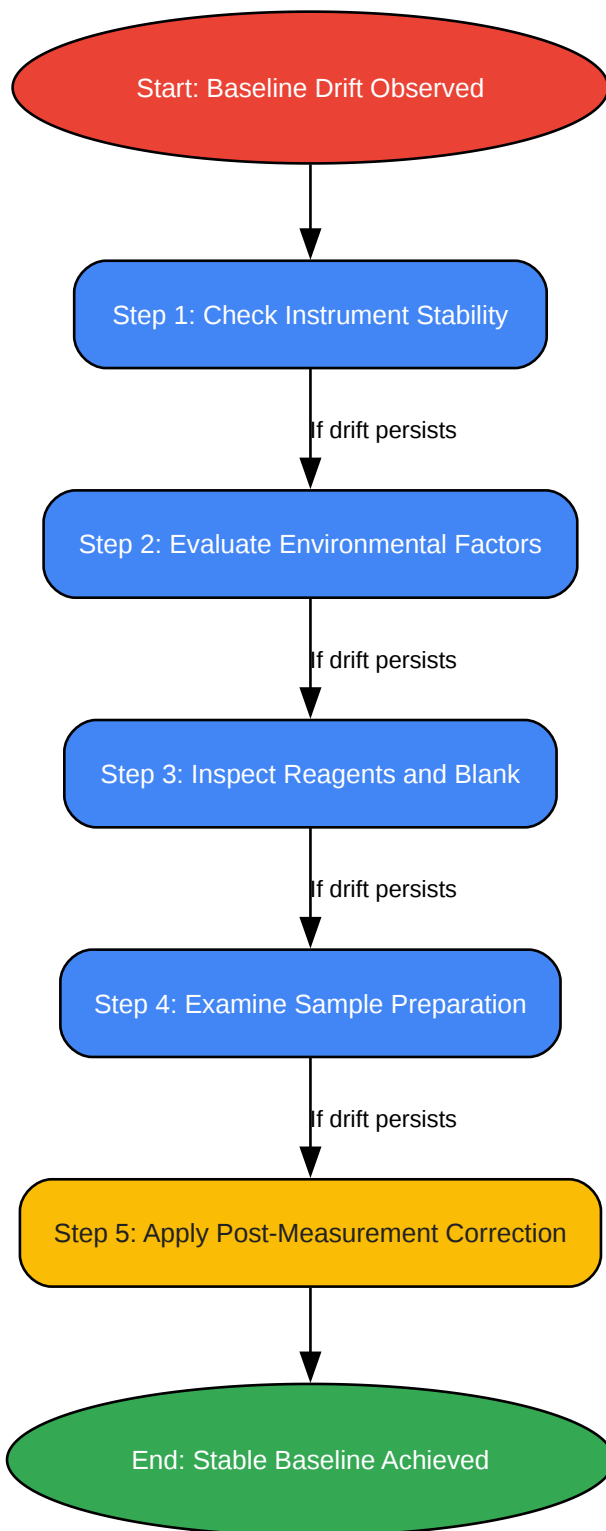 Start: Baseline Drift Observed
Step 1: Check Instrument Stability
If drift persists
Step 2: Evaluate Environmental Factors
If drift persists
Step 3: Inspect Reagents and Blank
If drift persists
Step 4: Examine Sample Preparation
If drift persists
Step 5: Apply Post-Measurement Correction
End: Stable Baseline Achieved